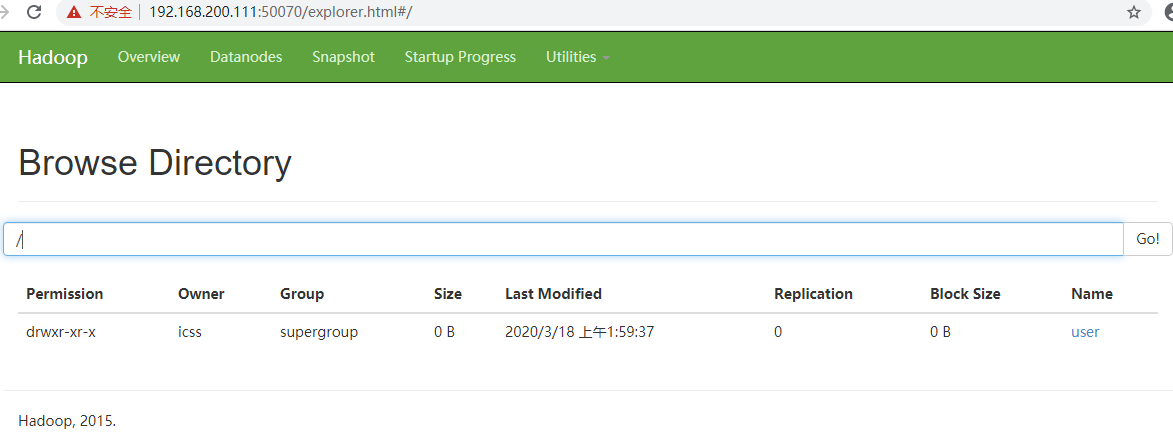 不安全 192.168.200.111:50070/explorer.html#/
Hadoop Overview Datanodes Snapshot Startup Progress Utilities
Browse Directory
/ Go!
Permission Owner Group Size Last Modified Replication Block Size Name
drwxr-xr-x icss supergroup 0 B 2020/3/18 上午1:59:37 0 0 B user
Hadoop, 2015.